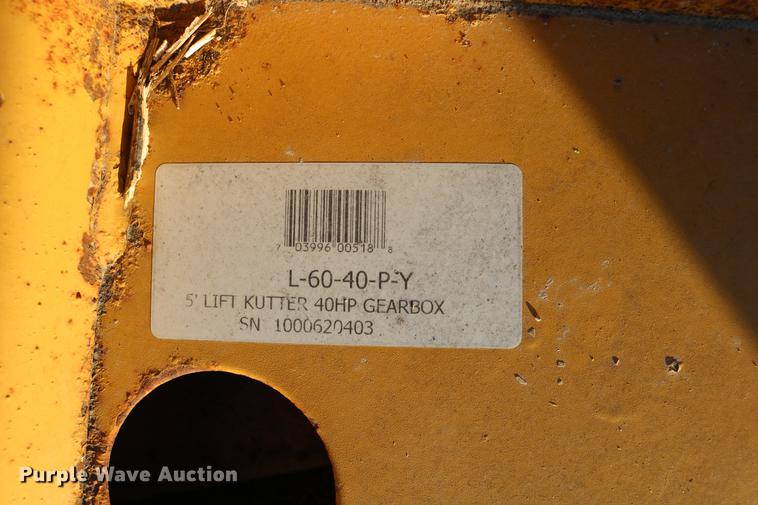 7 03996 00518 8
L-60-40-P-Y
5' LIFT KUTTER 40HP GEARBOX
SN 1000620403
Purple Wave Auction